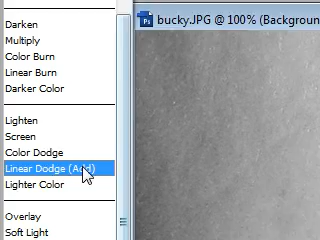 bucky.JPG @ 100% (Backgroun
Darken
Multiply
Color Burn
Linear Burn
Darker Color
Lighten
Screen
Color Dodge
Linear Dodge (Add)
Lighter Color
Overlay
Soft Light